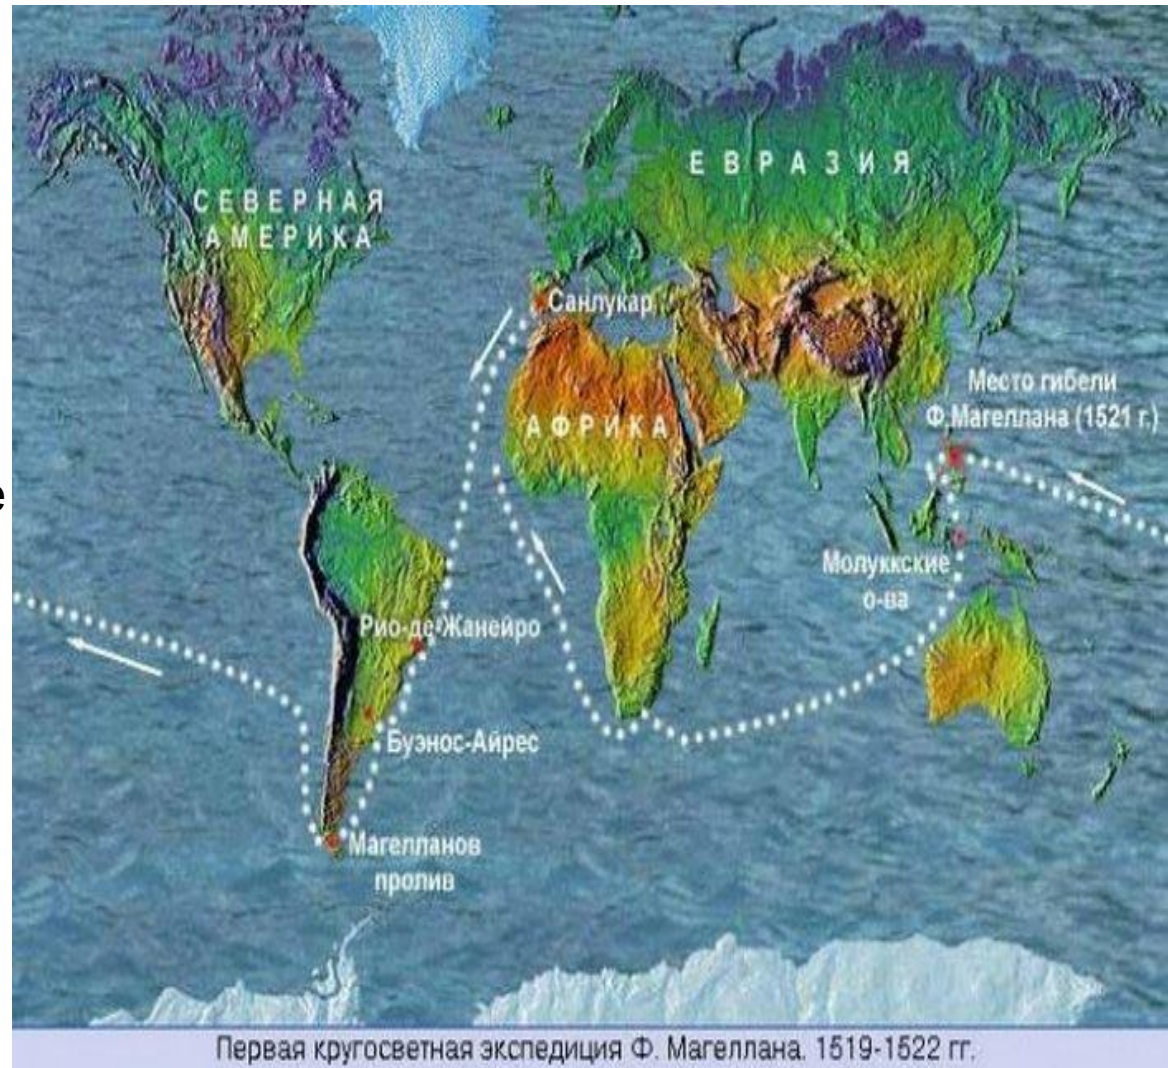 СЕВЕРНАЯ
АМЕРИКА
ЕВРАЗИЯ
Санлукар
АФРИКА
Место гибели
Ф.Магеллана (1521 г.)
е
Молуккские
о-ва
Рио-де-Жанейро
Буэнос-Айрес
Магелланов
пролив
Первая кругосветная экспедиция Ф. Магеллана. 1519-1522 гг.